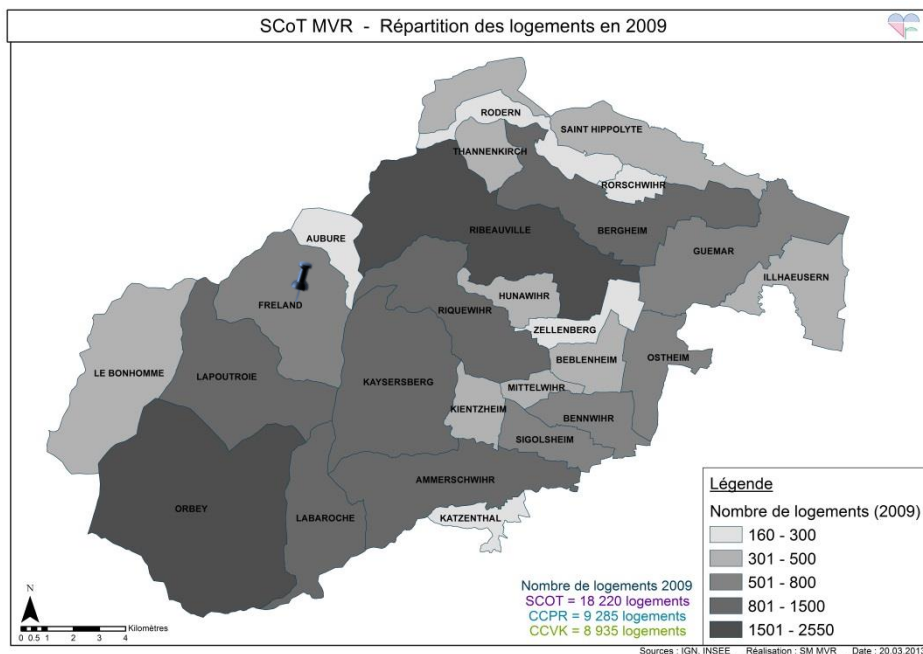 SCoT MVR - Répartition des logements en 2009
RODERN
SAINT HIPPOLYTE
THANNENKIRCH
RORSCHWIHR
AUBURE
RIBEAUVILLE
BERGHEIM
GUEMAR
ILLHAEUSERN
FRELAND
HUNAWIHR
RIQUEWIHR
ZELLENBERG
BEBLENHEIM
OSTHEIM
LE BONHOMME
LAPOUTROIE
KAYSERSBERG
MITTELWIHR
KIENTZHEIM
BENNWIHR
SIGOLSHEIM
AMMERSCHWIHR
ORBEY
LABAROCHE
KATZENTHAL
Légende
Nombre de logements (2009)
160 - 300
301 - 500
501 - 800
801 - 1500
1501 - 2550
Nombre de logements 2009
SCOT = 18 220 logements
CCPR = 9 285 logements
CCVK = 8 935 logements
N
Kilomètres
0 0.5 1 2 3 4
Sources : IGN, INSEE Réalisation : SM MVR Date : 20.03.2013